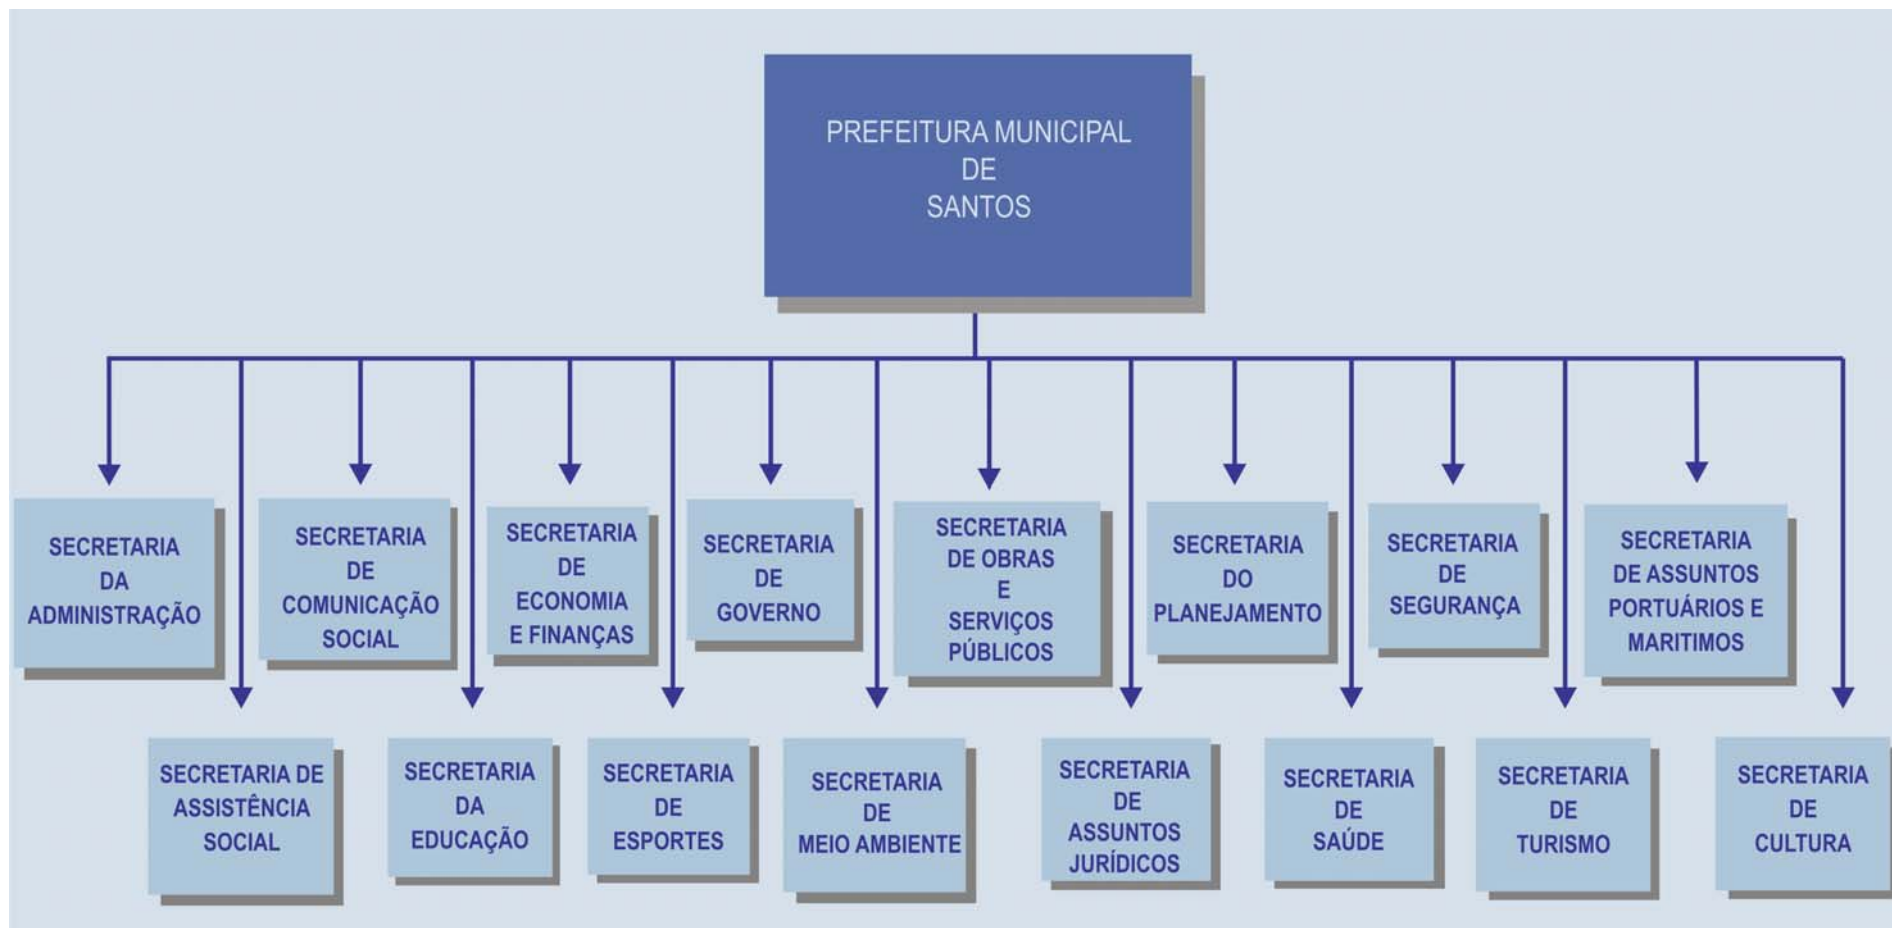 PREFEITURA MUNICIPAL
DE
SANTOS
SECRETARIA
DA
ADMINISTRAÇÃO
SECRETARIA
DE
COMUNICAÇÃO
SOCIAL
SECRETARIA
DE
ECONOMIA
E FINANÇAS
SECRETARIA
DE
GOVERNO
SECRETARIA
DE OBRAS
E
SERVIÇOS
PÚBLICOS
SECRETARIA
DO
PLANEJAMENTO
SECRETARIA
DE
SEGURANÇA
SECRETARIA
DE ASSUNTOS
PORTUÁRIOS E
MARITIMOS
SECRETARIA DE
ASSISTÊNCIA
SOCIAL
SECRETARIA
DA
EDUCAÇÃO
SECRETARIA
DE
ESPORTES
SECRETARIA
DE
MEIO AMBIENTE
SECRETARIA
DE
ASSUNTOS
JURÍDICOS
SECRETARIA
DE
SAÚDE
SECRETARIA
DE
TURISMO
SECRETARIA
DE
CULTURA